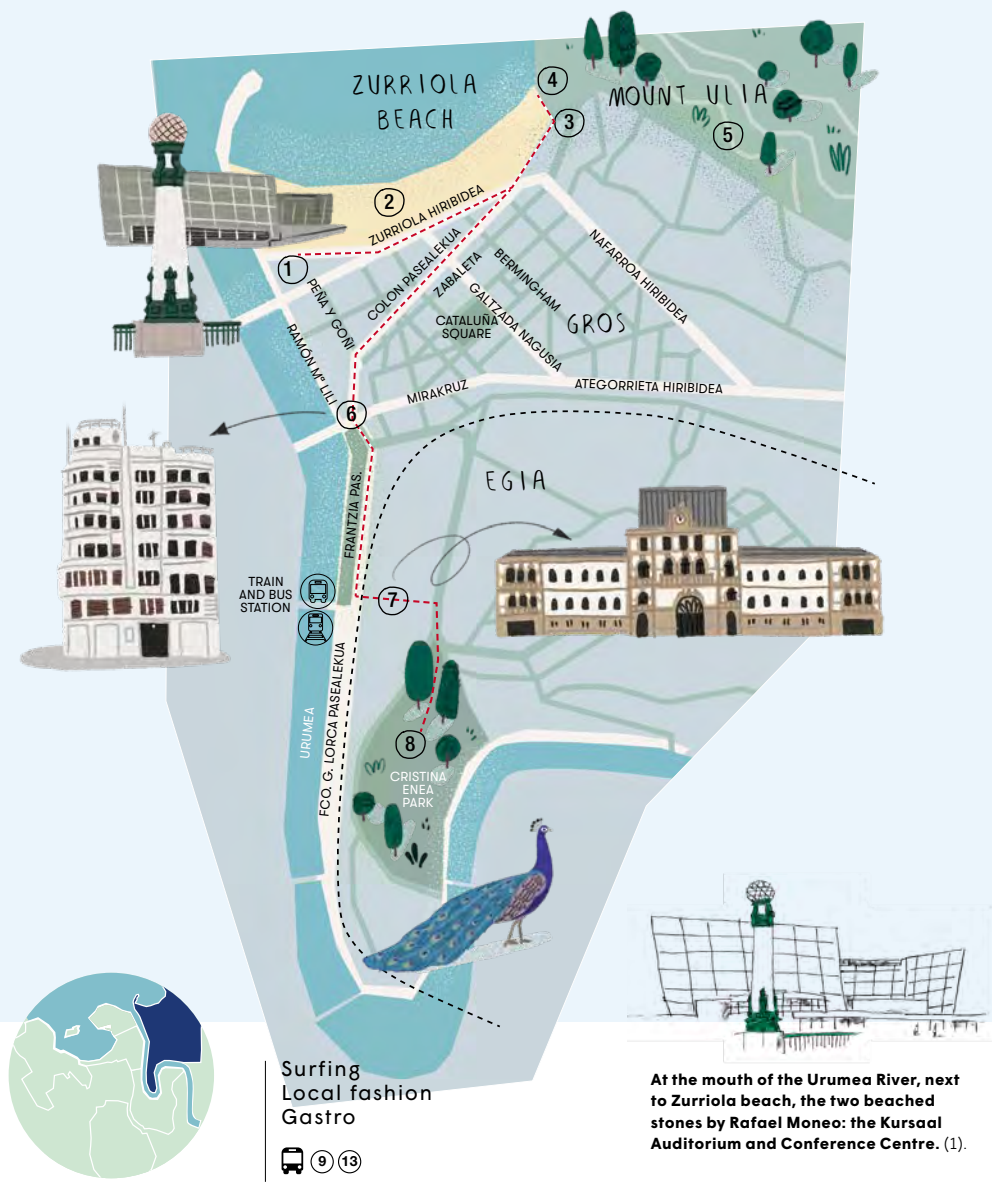 ZURRIOLA
BEACH
4
MOUNT ULIA
3
5
2
ZURRIOLA HIRIBIDEA
1
PEÑA Y GOÑI
COLON PASEALEKUA
ZABALETA
BERMINGHAM
NAFARROA HIRIBIDEA
GALTZADA NAGUSIA
CATALUÑA
SQUARE
GROS
RAMÓN Mª LILI
MIRAKRUZ
ATEGORRIETA HIRIBIDEA
6
EGIA
FRANTZIA PAS.
TRAIN
AND BUS
STATION
7
URUMEA
FCO. G. LORCA PASEALEKUA
8
CRISTINA
ENEA
PARK
Surfing
Local fashion
Gastro
9 13
At the mouth of the Urumea River, next
to Zurriola beach, the two beached
stones by Rafael Moneo: the Kursaal
Auditorium and Conference Centre. (1).